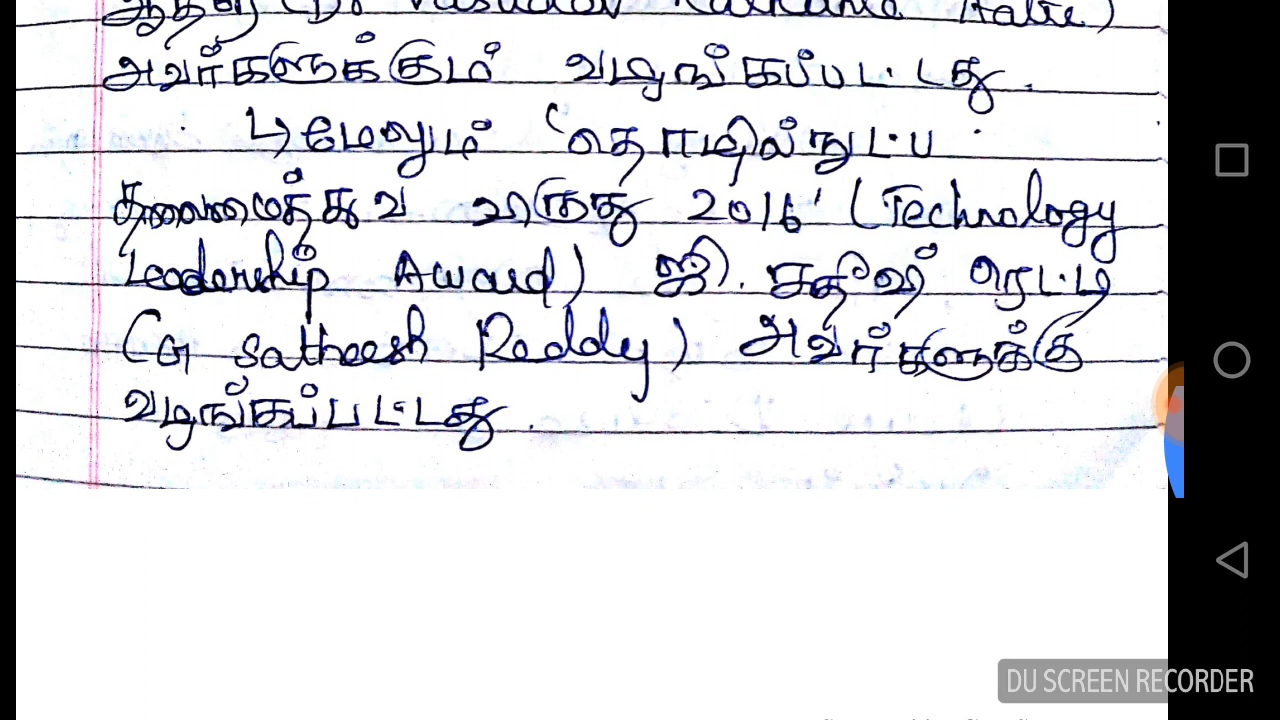 அவர்களுக்கும் வழங்கப்பட்டது.
↳ மேலும் 'தொழில்நுட்ப
தலைமைத்துவ விருது 2016' (Technology
Leadership Award) ஜி. சதீஷ் ரெட்டி
(G Satheesh Reddy) அவர்களுக்கு
வழங்கப்பட்டது.
DU SCREEN RECORDER